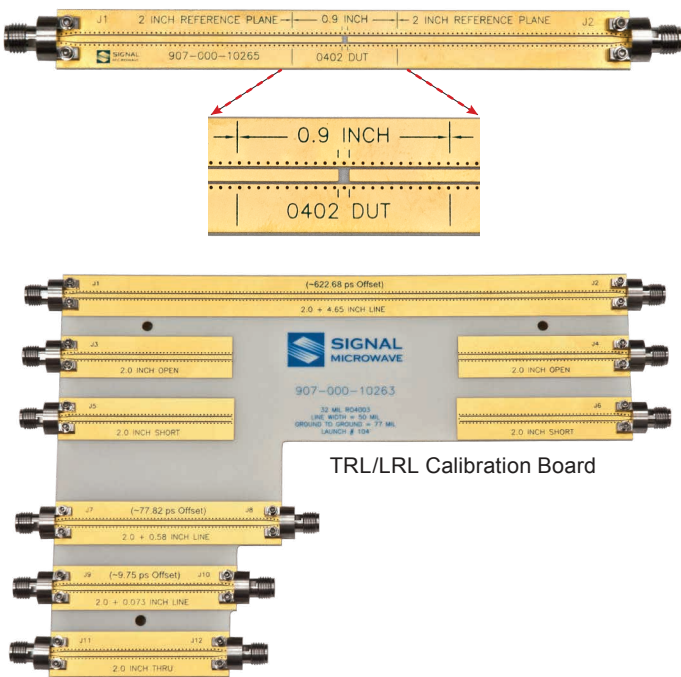 J1 2 INCH REFERENCE PLANE 0.9 INCH 2 INCH REFERENCE PLANE J2
SIGNAL MICROWAVE 907-000-10265 0402 DUT
0.9 INCH
0402 DUT
J1 (~622.68 ps Offset) J2
2.0 + 4.65 INCH LINE
J3
2.0 INCH OPEN
J4
2.0 INCH OPEN
SIGNAL
MICROWAVE
907-000-10263
32 MIL RO4003
LINE WIDTH = 50 MIL
GROUND TO GROUND = 77 MIL
LAUNCH # 104
J5
2.0 INCH SHORT
J6
2.0 INCH SHORT
TRL/LRL Calibration Board
J7 (~77.82 ps Offset) J8
2.0 + 0.58 INCH LINE
J9 (~9.75 ps Offset) J10
2.0 + 0.073 INCH LINE
J11 J12
2.0 INCH THRU